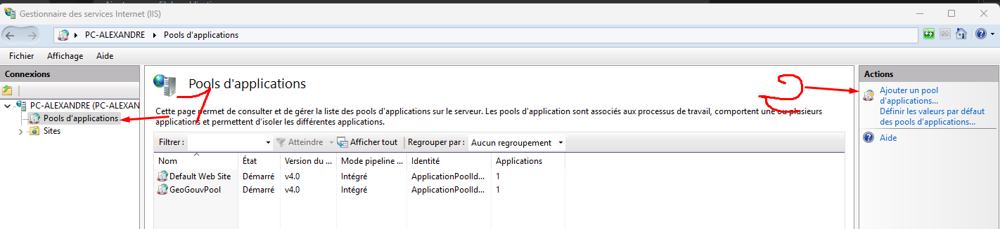 Gestionnaire des services Internet (IIS)
PC-ALEXANDRE Pools d'applications
Fichier Affichage Aide
Connexions
PC-ALEXANDRE (PC-ALEXAN
Pools d'applications
Sites
1
Pools d'applications
Cette page permet de consulter et de gérer la liste des pools d'applications sur le serveur. Les pools d'application sont associés aux processus de travail, comportent une ou plusieurs
applications et permettent d'isoler les différentes applications.
Filtrer : Atteindre Afficher tout Regrouper par : Aucun regroupement
Nom État Version du ... Mode pipeline ... Identité Applications
Default Web Site Démarré v4.0 Intégré ApplicationPoolId... 1
GeoGouvPool Démarré v4.0 Intégré ApplicationPoolId... 1
Actions
Ajouter un pool
d'applications...
Définir les valeurs par défaut
des pools d'applications...
Aide